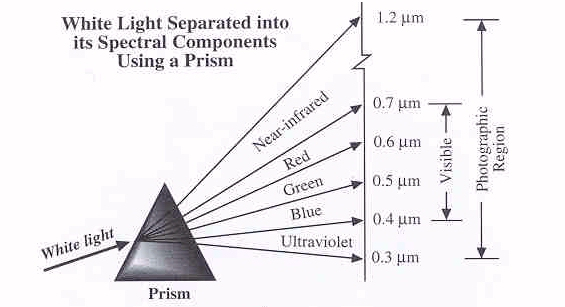 White Light Separated into
its Spectral Components
Using a Prism
1.2 µm
Near-infrared
0.7 µm
Red
0.6 µm
Green
0.5 µm
Blue
0.4 µm
Ultraviolet
0.3 µm
Visible
Photographic
Region
White light
Prism